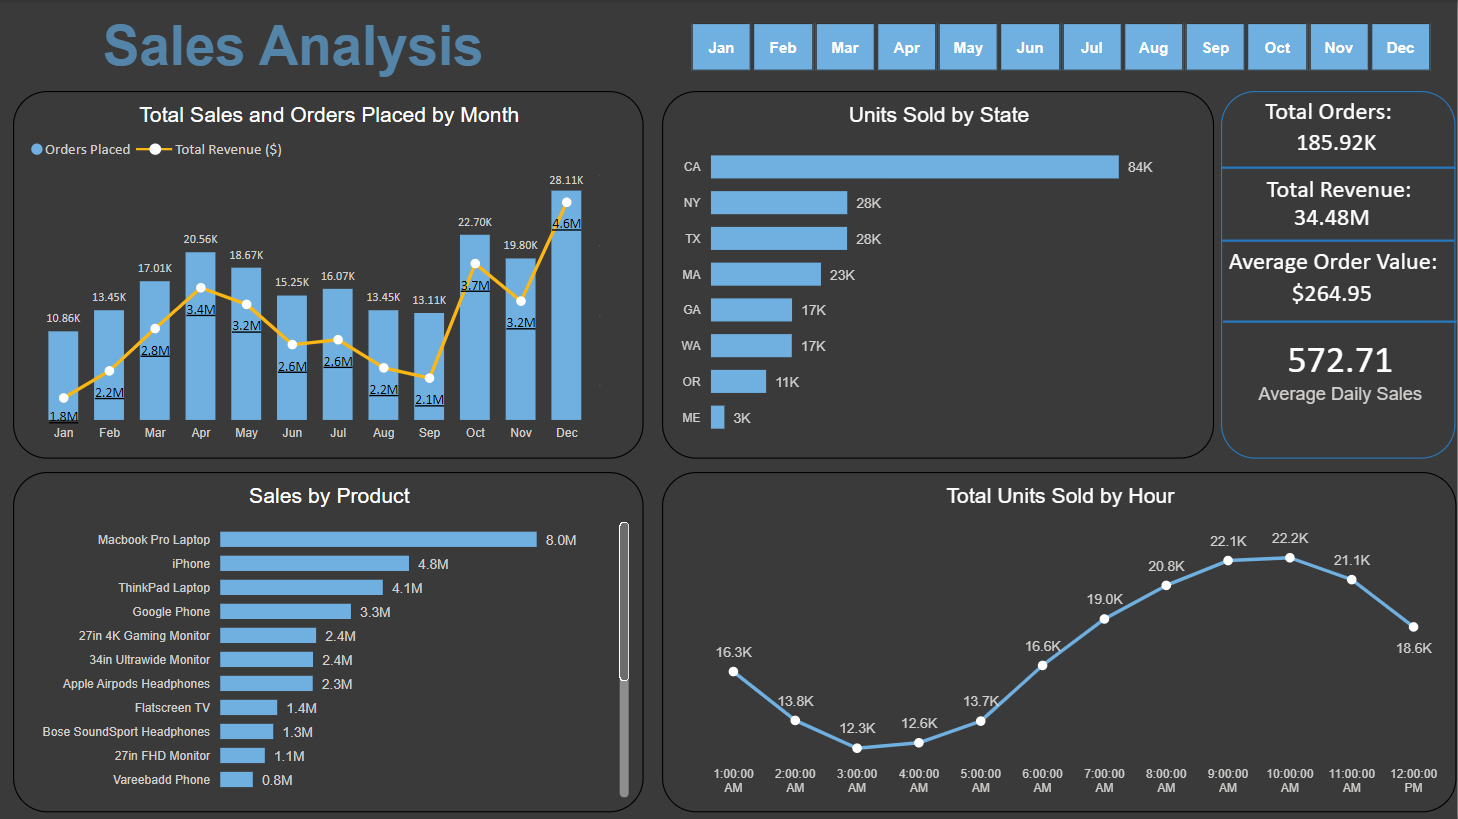 Sales Analysis
Jan Feb Mar Apr May Jun Jul Aug Sep Oct Nov Dec
Total Sales and Orders Placed by Month
Orders Placed Total Revenue ($)
10.86K 13.45K 17.01K 20.56K 18.67K 15.25K 16.07K 13.45K 13.11K 22.70K 19.80K 28.11K
1.8M 2.2M 2.8M 3.4M 3.2M 2.6M 2.6M 2.2M 2.1M 3.7M 3.2M 4.6M
Jan Feb Mar Apr May Jun Jul Aug Sep Oct Nov Dec
Units Sold by State
CA 84K
NY 28K
TX 28K
MA 23K
GA 17K
WA 17K
OR 11K
ME 3K
Total Orders:
185.92K
Total Revenue:
34.48M
Average Order Value:
$264.95
572.71
Average Daily Sales
Sales by Product
Macbook Pro Laptop 8.0M
iPhone 4.8M
ThinkPad Laptop 4.1M
Google Phone 3.3M
27in 4K Gaming Monitor 2.4M
34in Ultrawide Monitor 2.4M
Apple Airpods Headphones 2.3M
Flatscreen TV 1.4M
Bose SoundSport Headphones 1.3M
27in FHD Monitor 1.1M
Vareebadd Phone 0.8M
Total Units Sold by Hour
16.3K 13.8K 12.3K 12.6K 13.7K 16.6K 19.0K 20.8K 22.1K 22.2K 21.1K 18.6K
1:00:00 2:00:00 3:00:00 4:00:00 5:00:00 6:00:00 7:00:00 8:00:00 9:00:00 10:00:00 11:00:00 12:00:00
AM AM AM AM AM AM AM AM AM AM AM PM